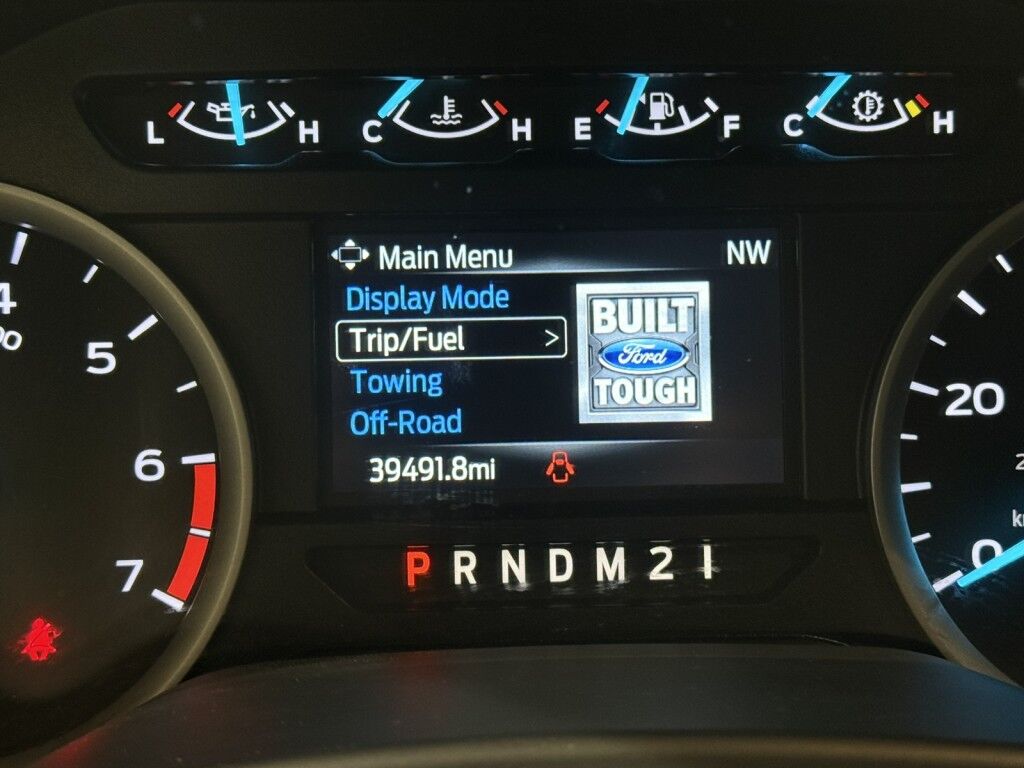 L H C H E F C H
Main Menu NW
Display Mode
Trip/Fuel >
Towing
Off-Road
BUILT
Ford
TOUGH
39491.8mi
P R N D M 2 1
4
5
6
7
20
0